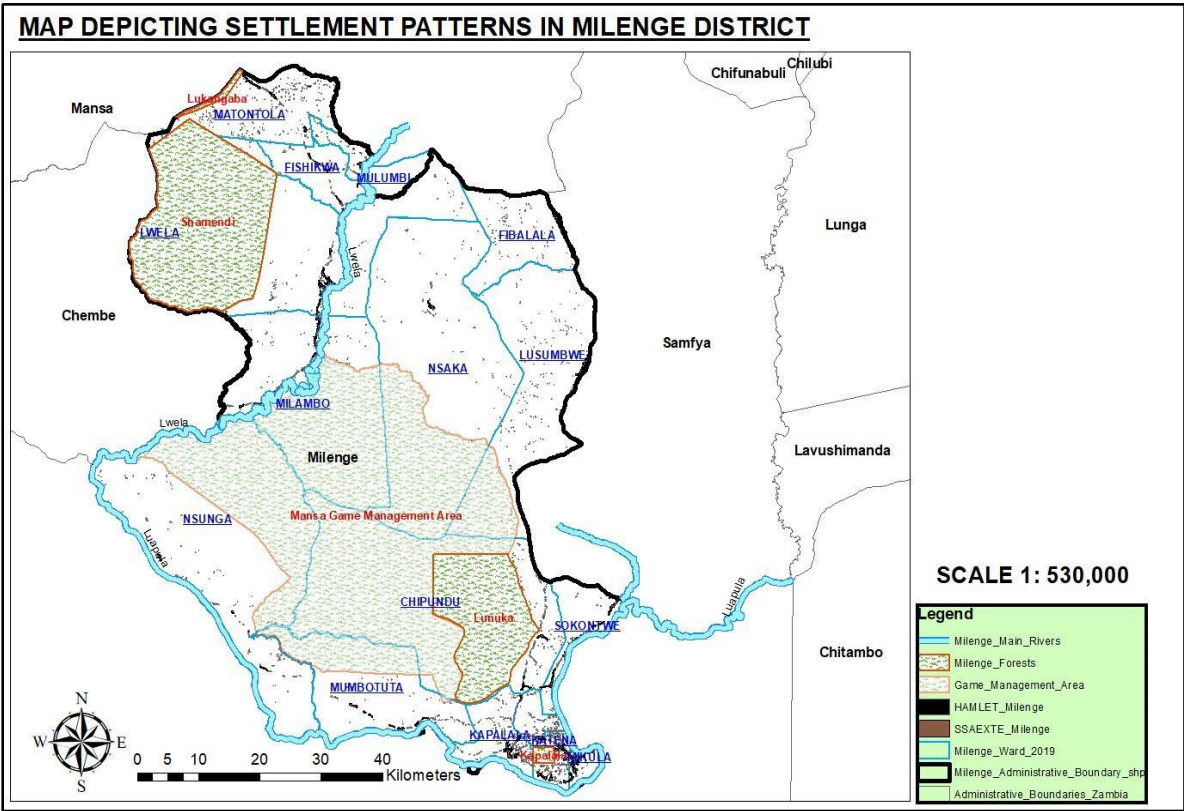 MAP DEPICTING SETTLEMENT PATTERNS IN MILENGE DISTRICT
Chilubi
Chifunabuli
Mansa
Lukangaba
MATONTOLA
FISHIKWA
MULUMBI
Shamendi
LWELA
FIBALALA
Lunga
Lwela
Chembe
Samfya
LUSUMBWE
NSAKA
MILAMBO
Lwela
Lavushimanda
Milenge
Mansa Game Management Area
NSUNGA
Luapula
SCALE 1: 530,000
Luapula
CHIPUNDU
Lunuka
SOKONTWE
Chitambo
MUMBOTUTA
KAPALALA
KATENA
Kapalala
NIKULA
N
W E
S
0 5 10 20 30 40
Kilometers
Legend
Milenge_Main_Rivers
Milenge_Forests
Game_Management_Area
HAMLET_Milenge
SSAEXTE_Milenge
Milenge_Ward_2019
Milenge_Administrative_Boundary_shp
Administrative_Boundaries_Zambia